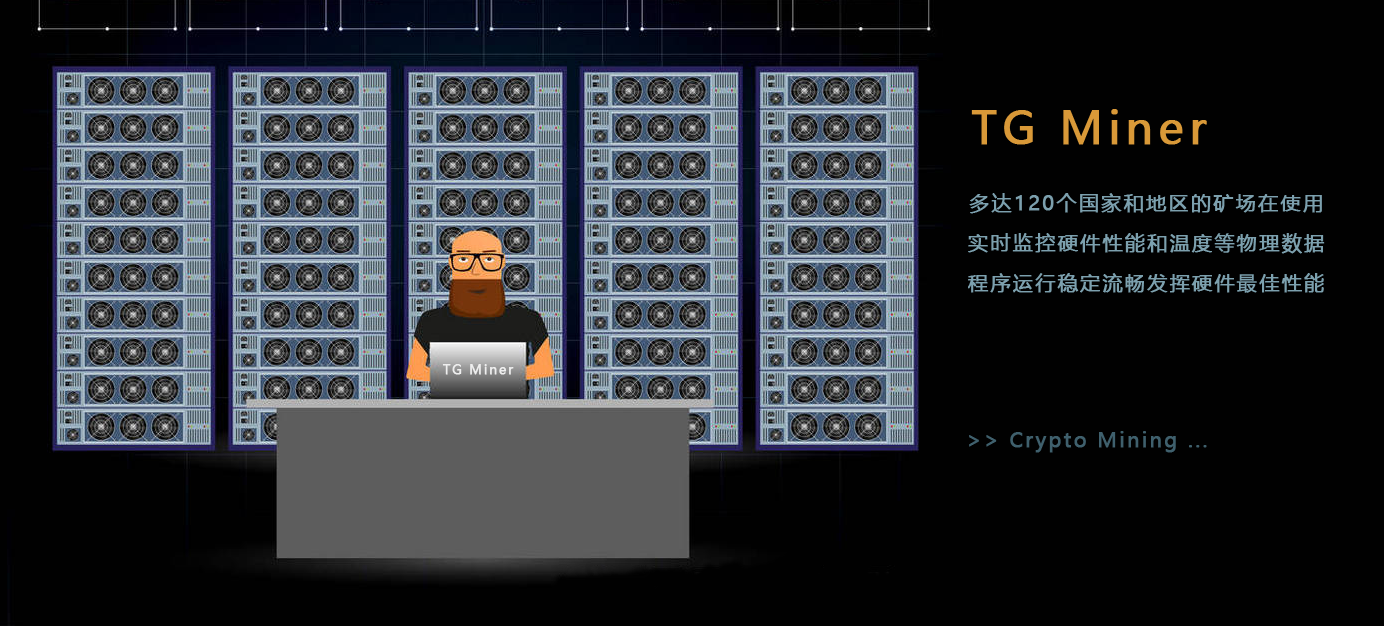 TG Miner
多达120个国家和地区的矿场在使用
实时监控硬件性能和温度等物理数据
程序运行稳定流畅发挥硬件最佳性能
TG Miner
>> Crypto Mining ...